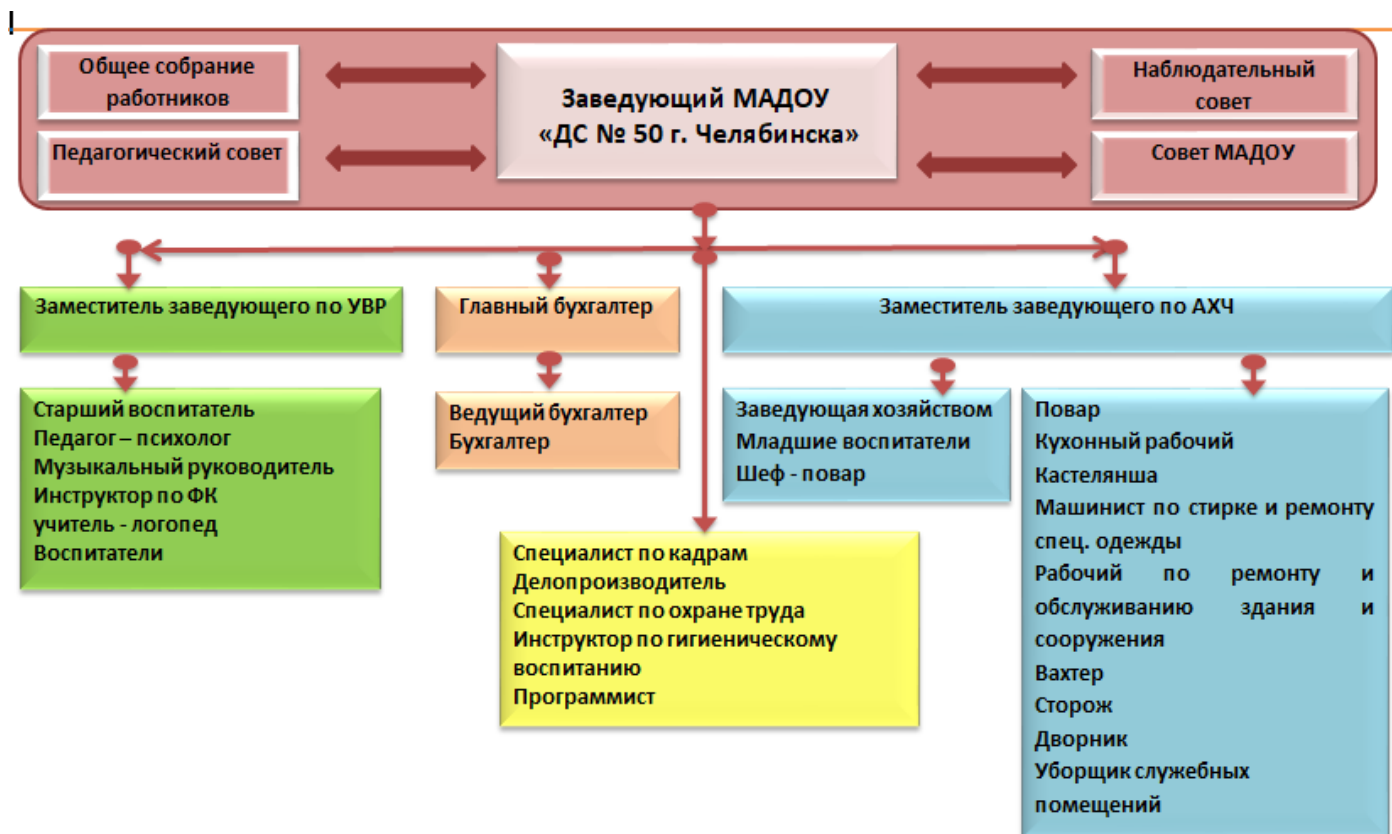 Общее собрание
работников
Педагогический совет
Заведующий МАДОУ
«ДС № 50 г. Челябинска»
Наблюдательный
совет
Совет МАДОУ
Заместитель заведующего по УВР
Главный бухгалтер
Заместитель заведующего по АХЧ
Старший воспитатель
Педагог – психолог
Музыкальный руководитель
Инструктор по ФК
учитель - логопед
Воспитатели
Ведущий бухгалтер
Бухгалтер
Специалист по кадрам
Делопроизводитель
Специалист по охране труда
Инструктор по гигиеническому
воспитанию
Программист
Заведующая хозяйством
Младшие воспитатели
Шеф - повар
Повар
Кухонный рабочий
Кастелянша
Машинист по стирке и ремонту
спец. одежды
Рабочий по ремонту и
обслуживанию здания и
сооружения
Вахтер
Сторож
Дворник
Уборщик служебных
помещений